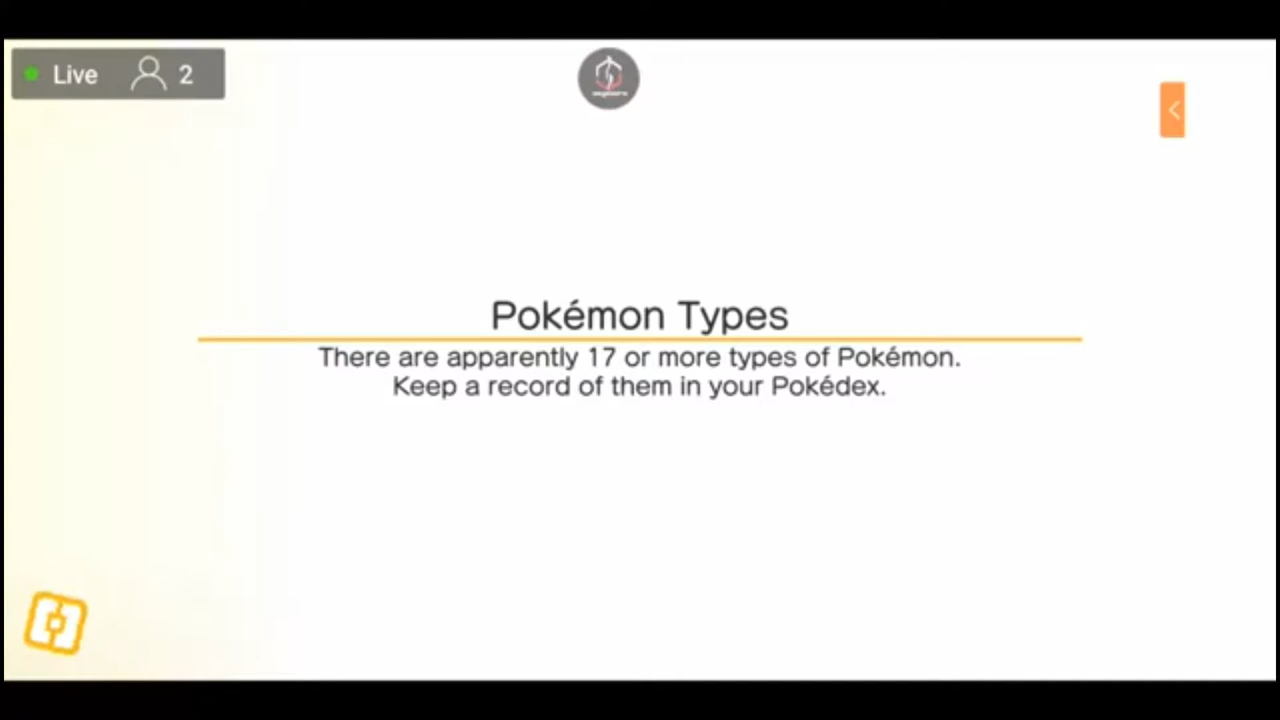 Live 2
Pokémon Types
There are apparently 17 or more types of Pokémon.
Keep a record of them in your Pokédex.